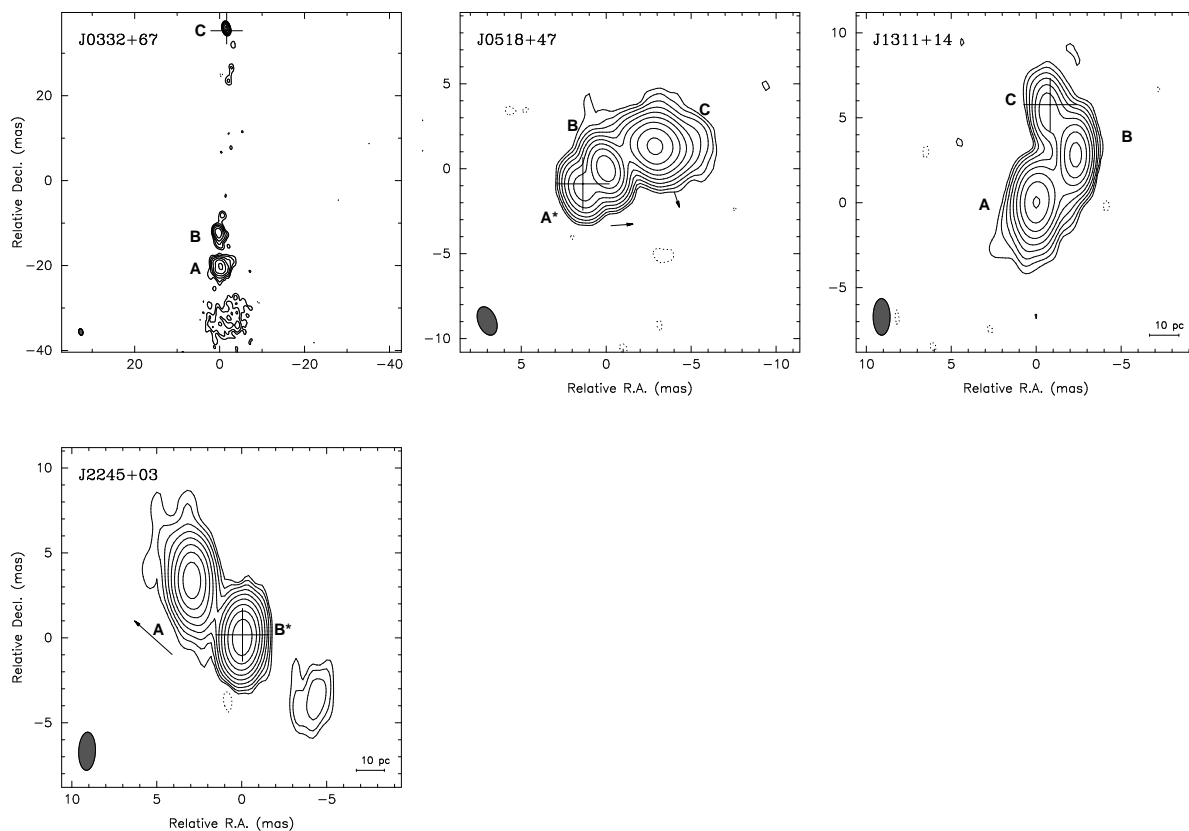 J0332+67
C
B
A
Relative Decl. (mas)
20
0
−20
−40
20
0
−20
−40
J0518+47
B
C
A*
5
0
−5
−10
5
0
−5
−10
Relative R.A. (mas)
J1311+14
C
B
A
10
5
0
−5
10 pc
10
5
0
−5
Relative R.A. (mas)
J2245+03
A
B*
Relative Decl. (mas)
10
5
0
−5
10 pc
10
5
0
−5
Relative R.A. (mas)